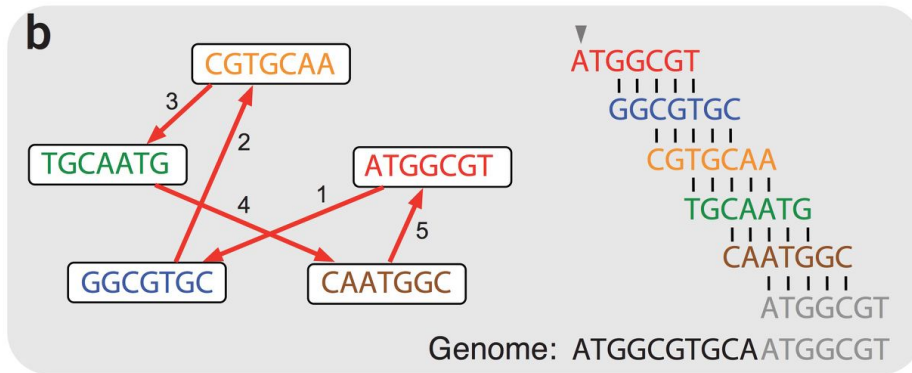 b
CGTGCAA
3
2
TGCAATG
ATGGCGT
4
1
5
GGCGTGC
CAATGGC
ATGGCGT
GGCGTGC
CGTGCAA
TGCAATG
CAATGGC
ATGGCGT
Genome: ATGGCGTGCAATGGCGT